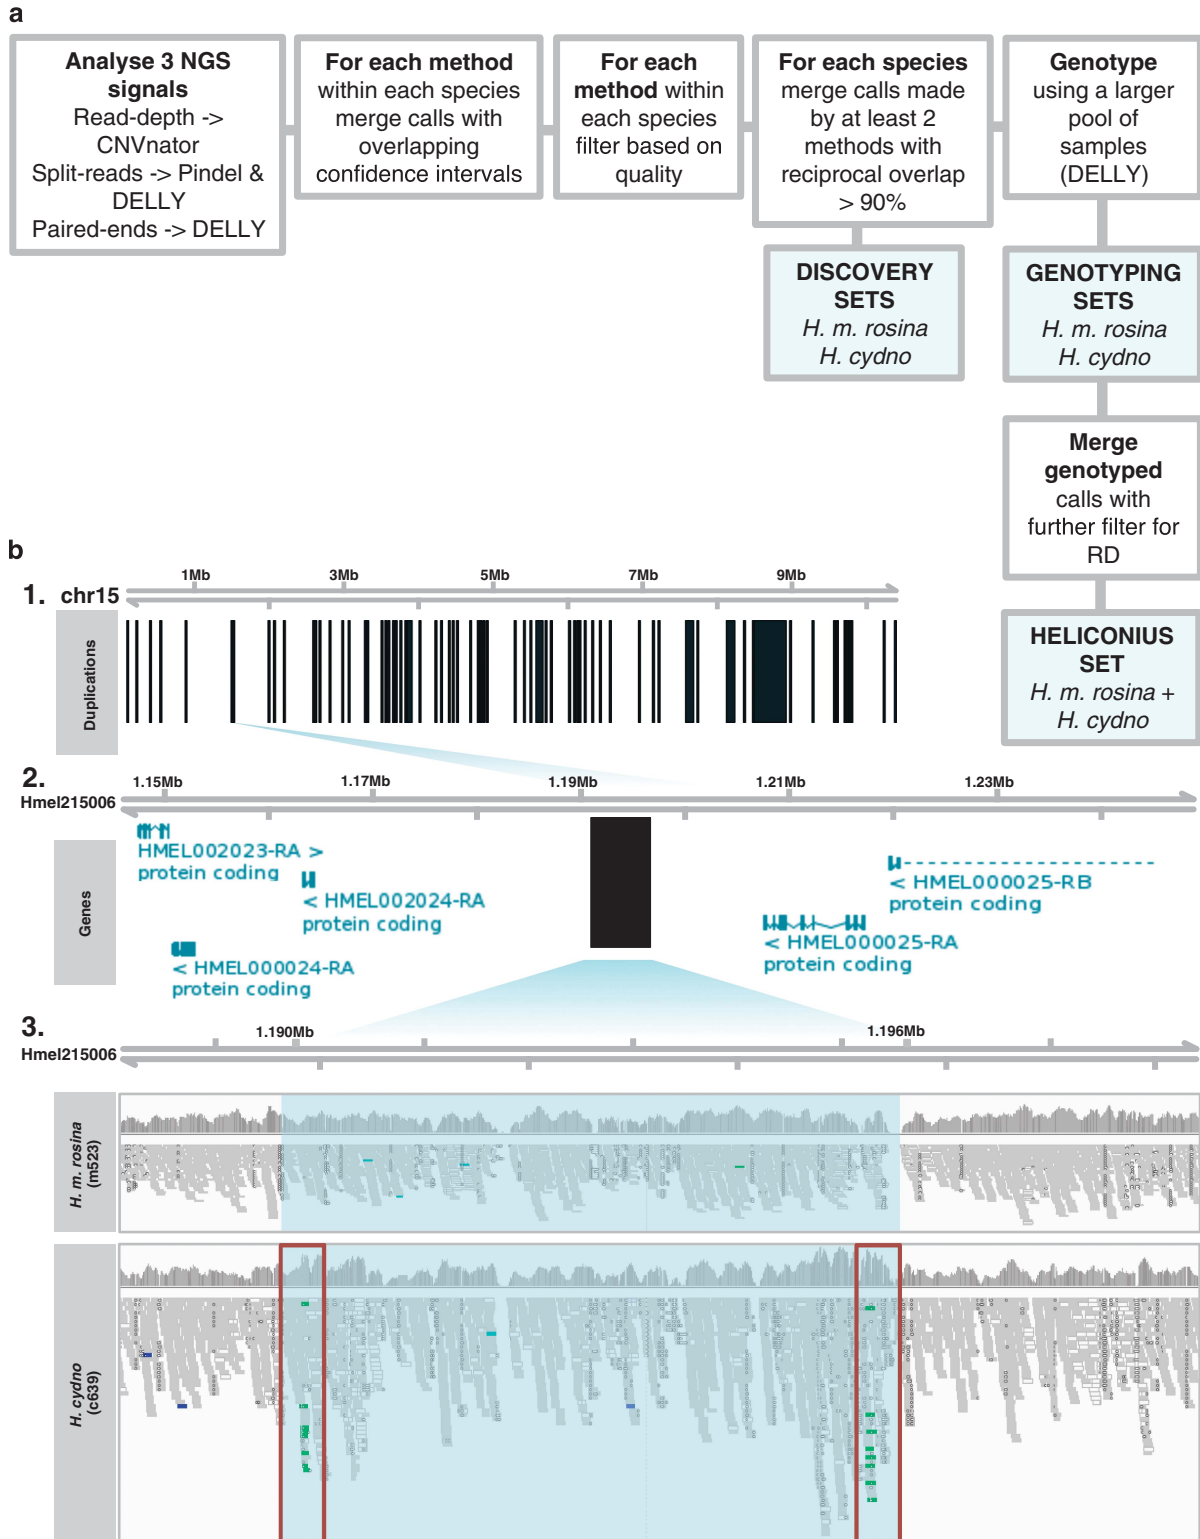 a
Analyse 3 NGS
signals
Read-depth ->
CNVnator
Split-reads -> Pindel &
DELLY
Paired-ends -> DELLY
For each method
within each species
merge calls with
overlapping
confidence intervals
For each
method within
each species
filter based on
quality
For each species
merge calls made
by at least 2
methods with
reciprocal overlap
> 90%
Genotype
using a larger
pool of
samples
(DELLY)
DISCOVERY
SETS
H. m. rosina
H. cydno
GENOTYPING
SETS
H. m. rosina
H. cydno
Merge
genotyped
calls with
further filter for
RD
HELICONIUS
SET
H. m. rosina +
H. cydno
b
1. chr15
1Mb 3Mb 5Mb 7Mb 9Mb
Duplications
2.
Hmel215006
1.15Mb 1.17Mb 1.19Mb 1.21Mb 1.23Mb
Genes
HMEL002023-RA >
protein coding
< HMEL002024-RA
protein coding
< HMEL000024-RA
protein coding
< HMEL000025-RB
protein coding
< HMEL000025-RA
protein coding
3.
Hmel215006
1.190Mb 1.196Mb
H. m. rosina
(m523)
H. cydno
(c639)